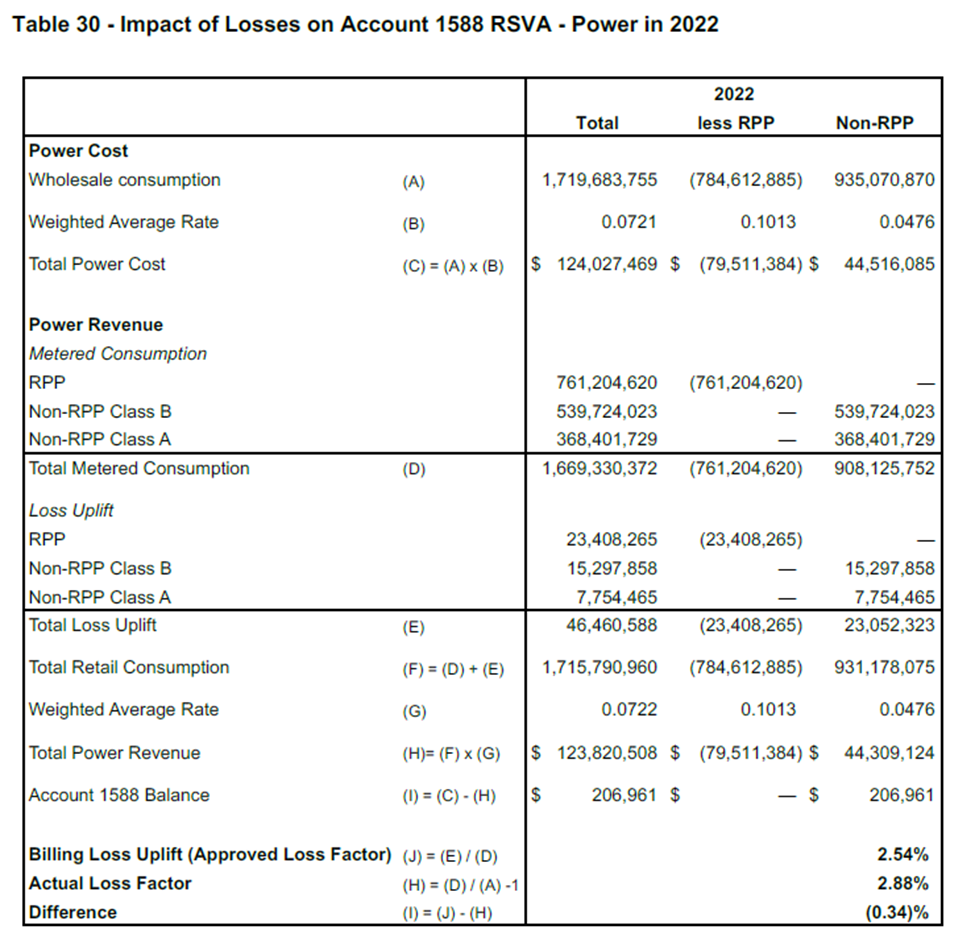 Table 30 - Impact of Losses on Account 1588 RSVA - Power in 2022
2022
Total less RPP Non-RPP
Power Cost
Wholesale consumption (A) 1,719,683,755 (784,612,885) 935,070,870
Weighted Average Rate (B) 0.0721 0.1013 0.0476
Total Power Cost (C) = (A) x (B) $ 124,027,469 $ (79,511,384) $ 44,516,085
Power Revenue
Metered Consumption
RPP 761,204,620 (761,204,620) —
Non-RPP Class B 539,724,023 — 539,724,023
Non-RPP Class A 368,401,729 — 368,401,729
Total Metered Consumption (D) 1,669,330,372 (761,204,620) 908,125,752
Loss Uplift
RPP 23,408,265 (23,408,265) —
Non-RPP Class B 15,297,858 — 15,297,858
Non-RPP Class A 7,754,465 — 7,754,465
Total Loss Uplift (E) 46,460,588 (23,408,265) 23,052,323
Total Retail Consumption (F) = (D) + (E) 1,715,790,960 (784,612,885) 931,178,075
Weighted Average Rate (G) 0.0722 0.1013 0.0476
Total Power Revenue (H)= (F) x (G) $ 123,820,508 $ (79,511,384) $ 44,309,124
Account 1588 Balance (I) = (C) - (H) $ 206,961 $ — $ 206,961
Billing Loss Uplift (Approved Loss Factor) (J) = (E) / (D) 2.54%
Actual Loss Factor (H) = (D) / (A) -1 2.88%
Difference (I) = (J) - (H) (0.34)%